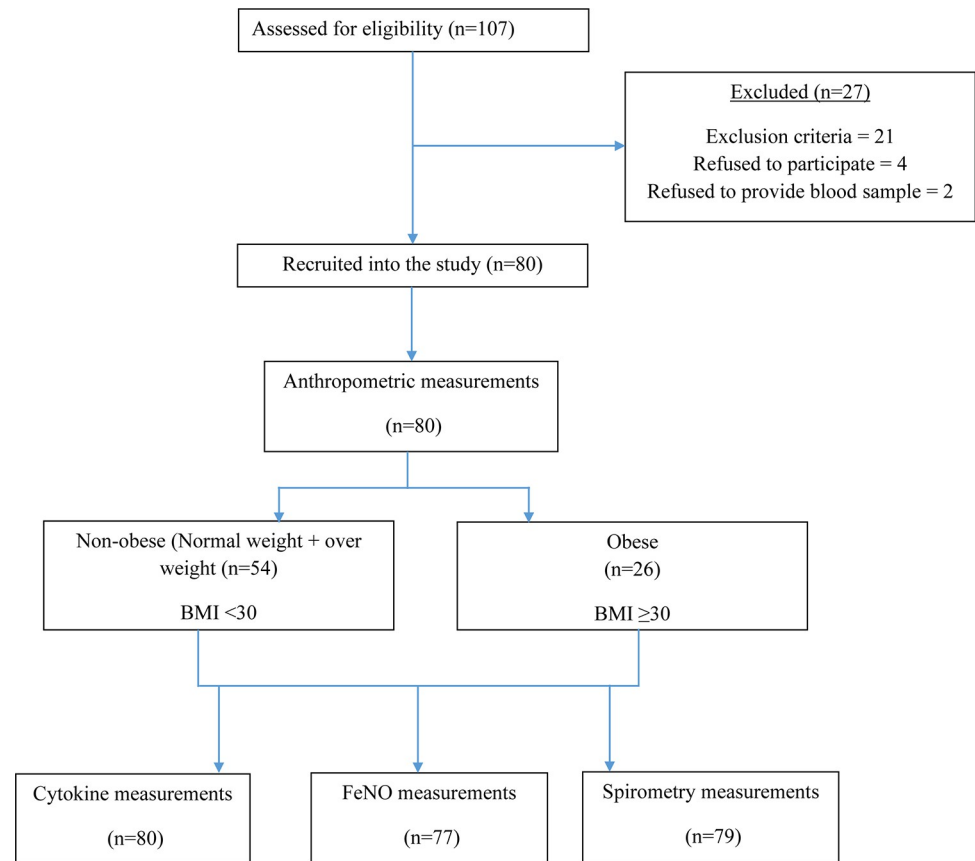 Assessed for eligibility (n=107)
Excluded (n=27)
Exclusion criteria = 21
Refused to participate = 4
Refused to provide blood sample = 2
Recruited into the study (n=80)
Anthropometric measurements
(n=80)
Non-obese (Normal weight + over
weight (n=54)
BMI <30
Obese
(n=26)
BMI ≥30
Cytokine measurements
(n=80)
FeNO measurements
(n=77)
Spirometry measurements
(n=79)